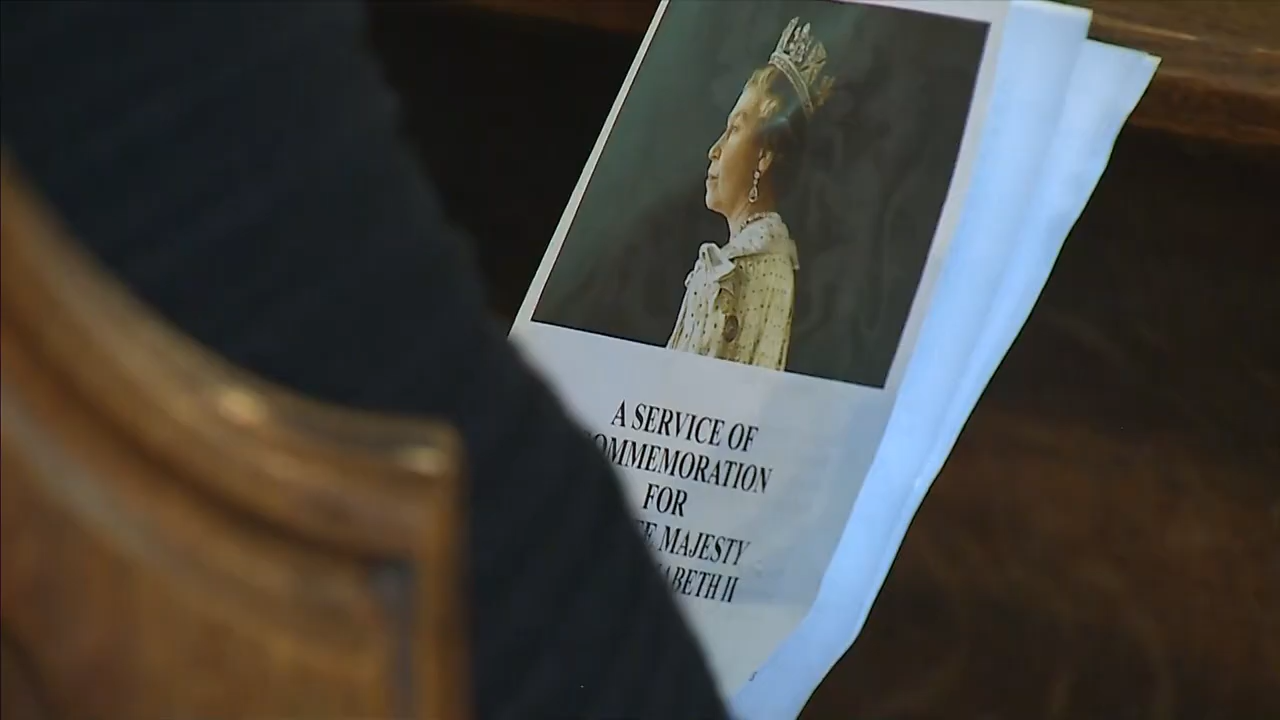 A SERVICE OF
OMMEMORATION
FOR
MAJESTY
ABETH II